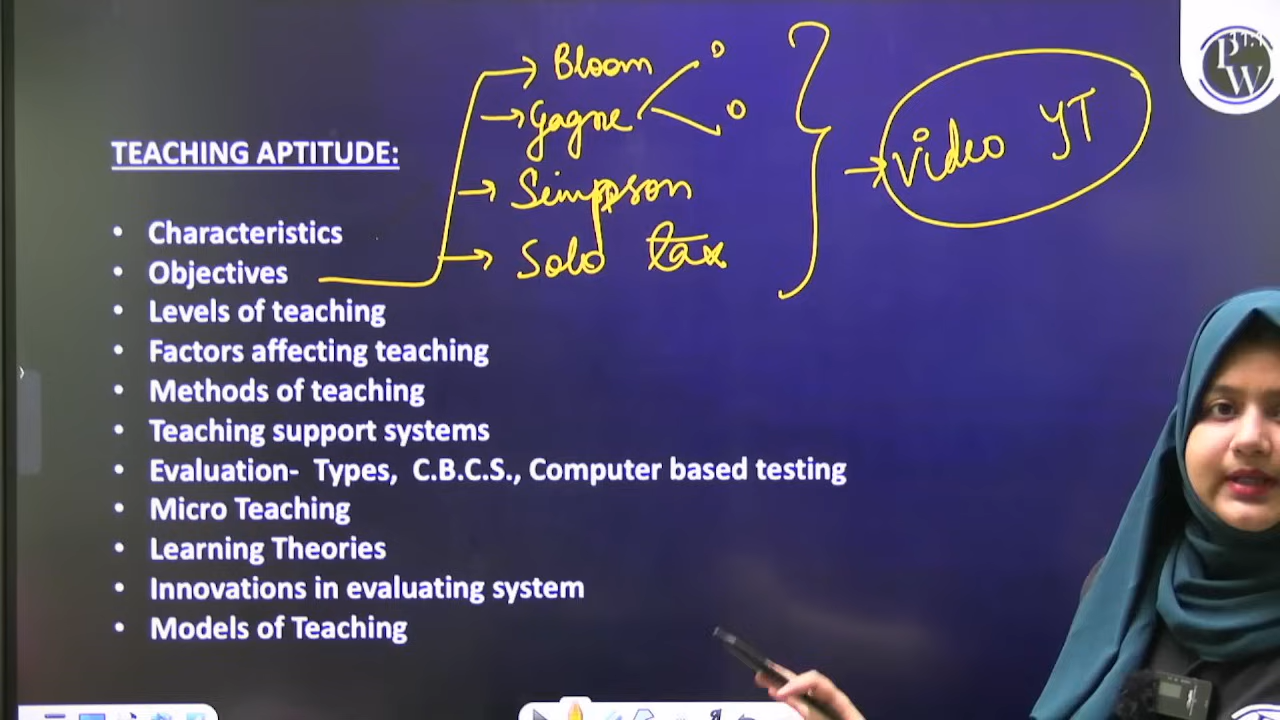 PW
Bloom
Gagne
Seimpson
Solo tax
video YT
TEACHING APTITUDE:
• Characteristics
• Objectives
• Levels of teaching
• Factors affecting teaching
• Methods of teaching
• Teaching support systems
• Evaluation- Types, C.B.C.S., Computer based testing
• Micro Teaching
• Learning Theories
• Innovations in evaluating system
• Models of Teaching